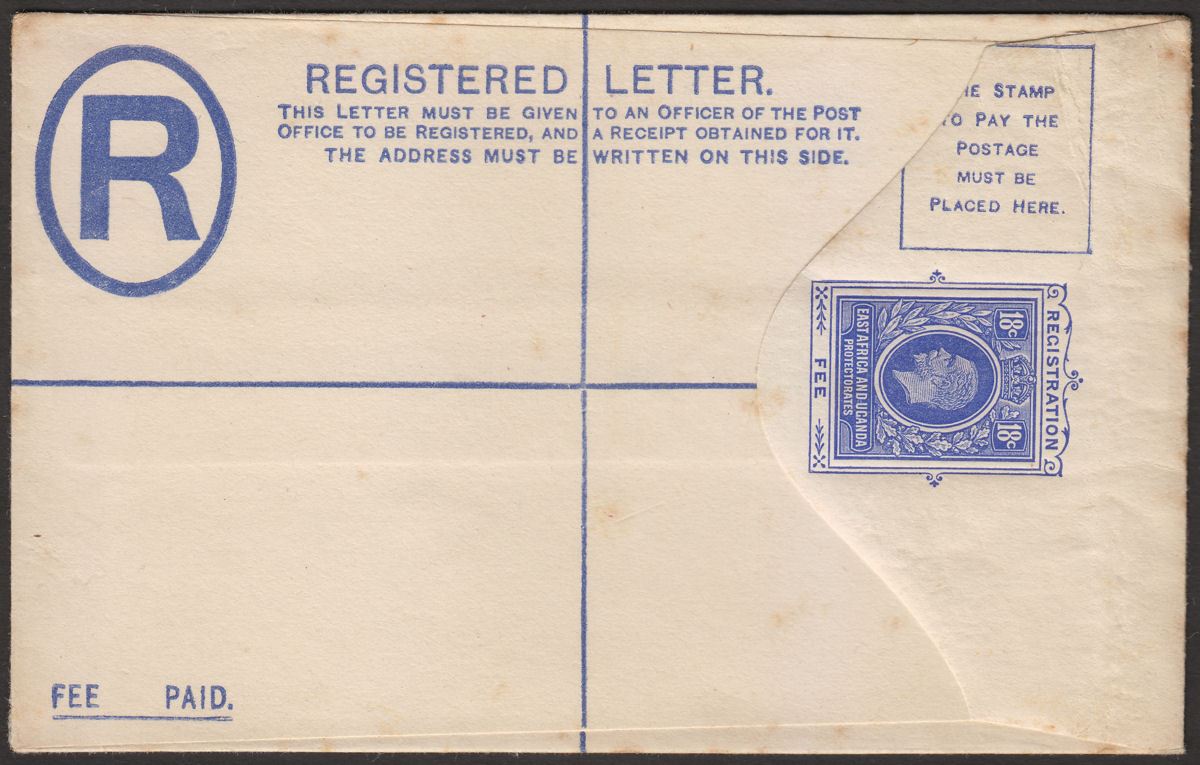 R
REGISTERED LETTER.
THIS LETTER MUST BE GIVEN TO AN OFFICER OF THE POST
OFFICE TO BE REGISTERED, AND A RECEIPT OBTAINED FOR IT.
THE ADDRESS MUST BE WRITTEN ON THIS SIDE.
STAMP
TO PAY THE
POSTAGE
MUST BE
PLACED HERE.
REGISTRATION
18c
18c
EAST AFRICA AND UGANDA
PROTECTORATES
FEE
FEE PAID.